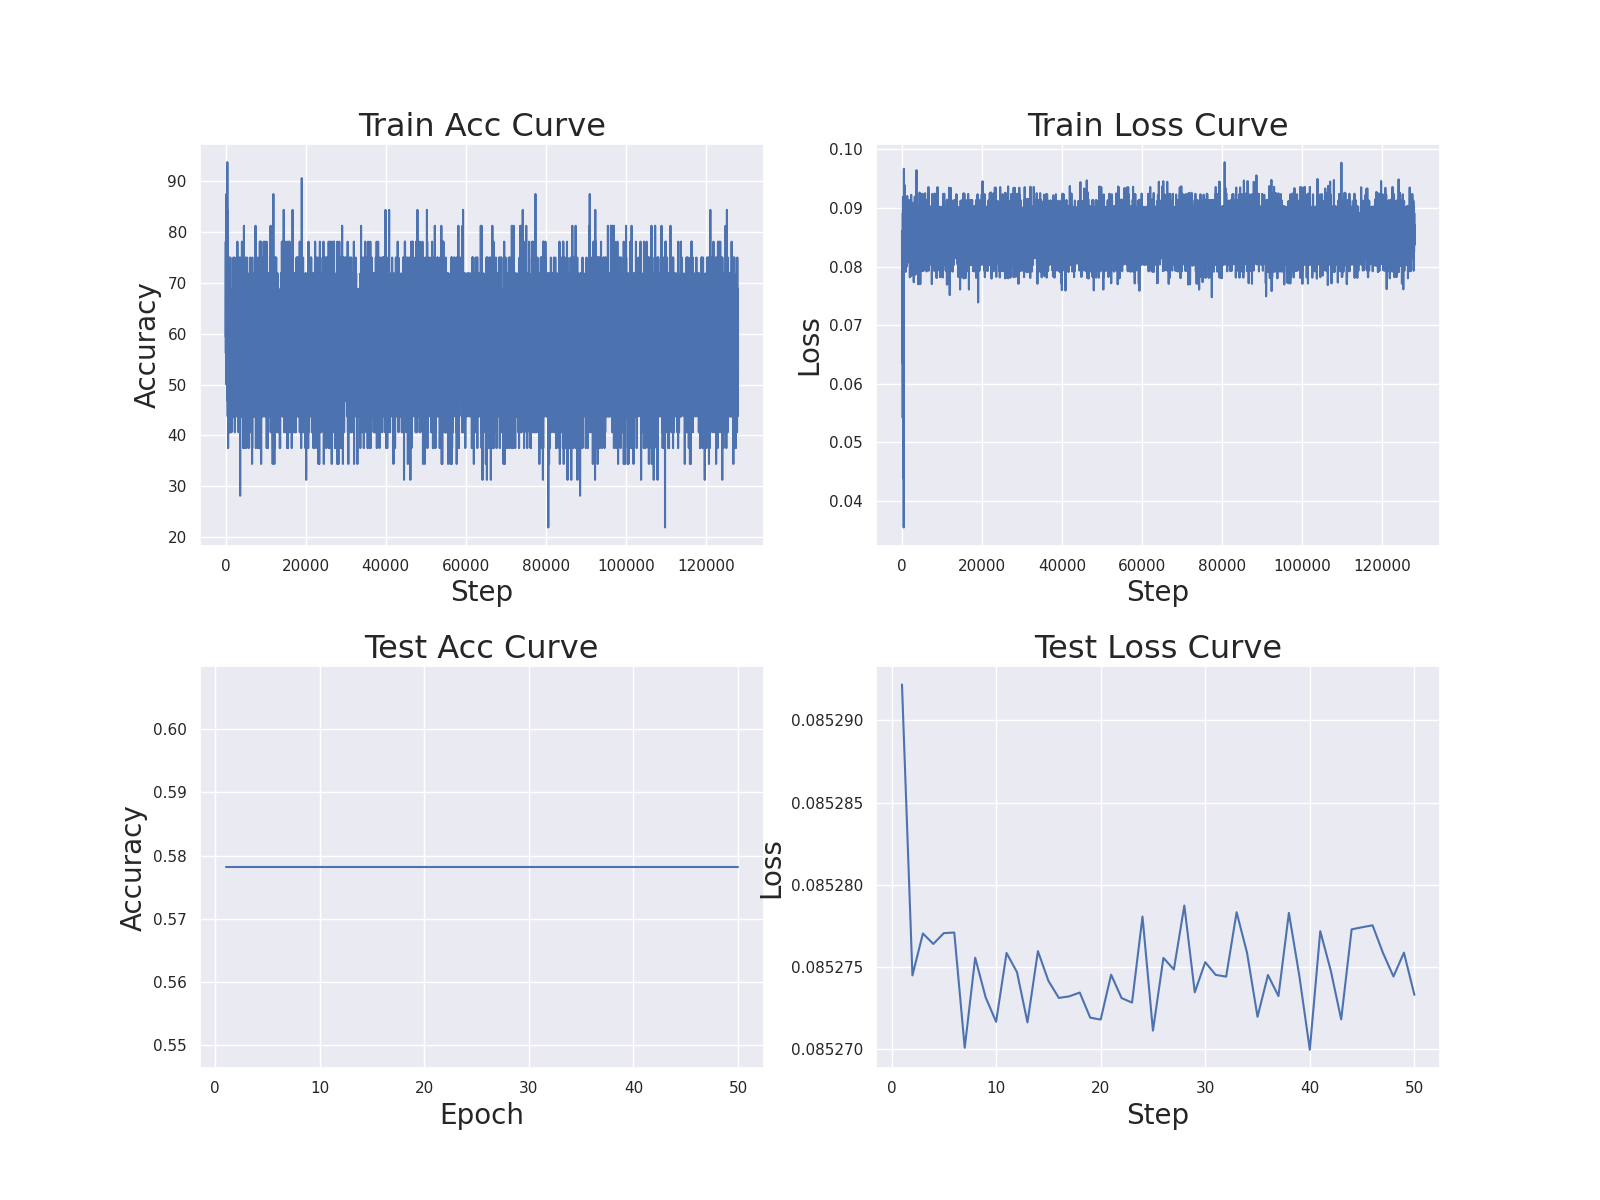 Train Acc Curve
Train Loss Curve
90
80
70
60
50
40
30
20
Accuracy
0 20000 40000 60000 80000 100000 120000
Step
0.10
0.09
0.08
0.07
0.06
0.05
0.04
Loss
0 20000 40000 60000 80000 100000 120000
Step
Test Acc Curve
Test Loss Curve
0.60
0.59
0.58
0.57
0.56
0.55
Accuracy
0 10 20 30 40 50
Epoch
0.085290
0.085285
0.085280
0.085275
0.085270
Loss
0 10 20 30 40 50
Step